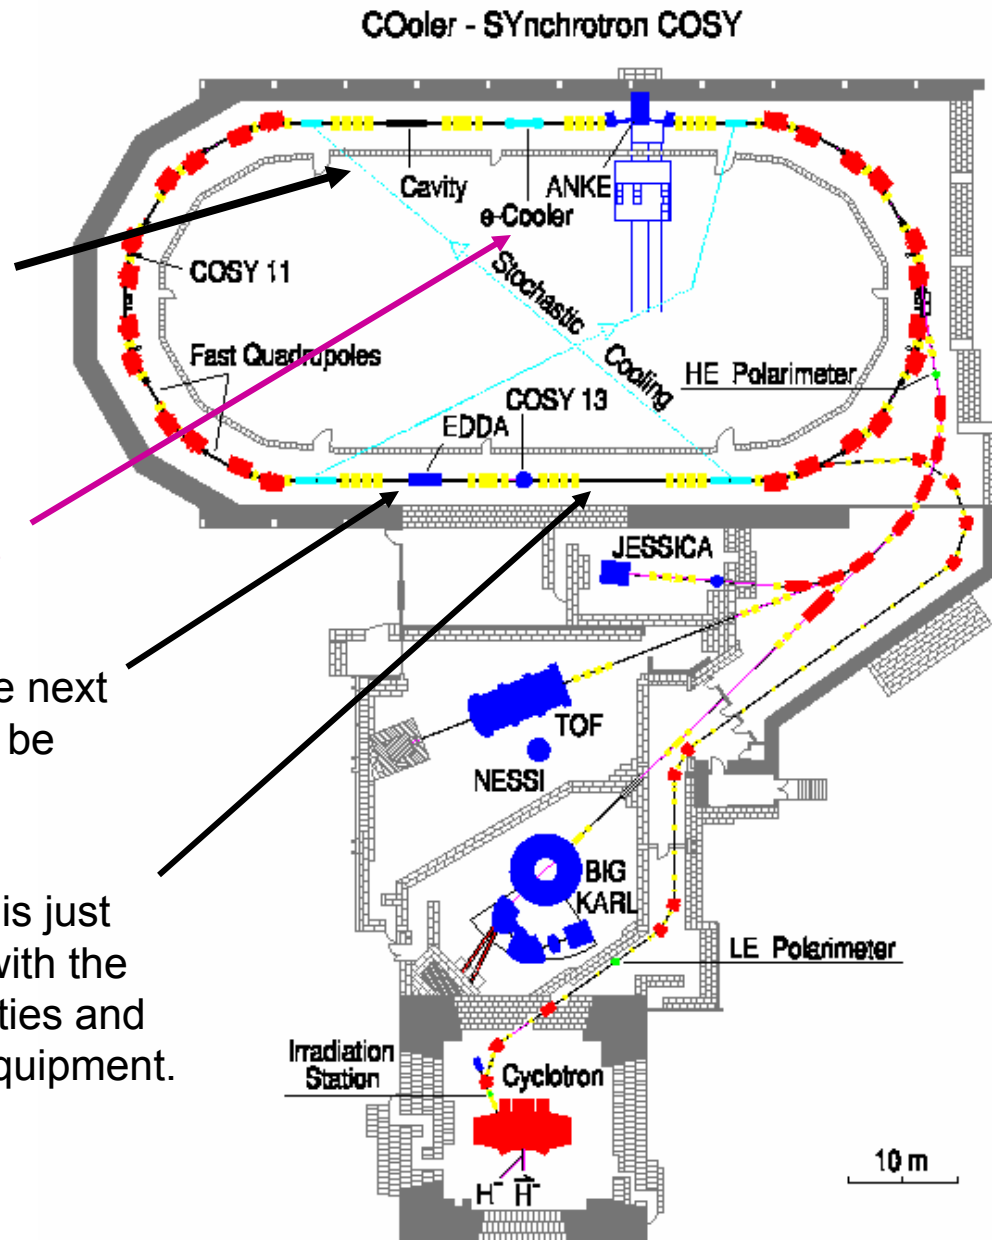 COoler - SYnchrotron COSY
Cavity
ANKE
e-Cooler
COSY 11
Stochastic
Cooling
Fast Quadrupoles
HE Polarimeter
COSY 13
EDDA
JESSICA
e next
be
TOF
NESSI
BIG
KARL
is just
with the
ties and
quipment.
LE Polarimeter
Irradiation
Station
Cyclotron
10 m
H⁻ H⃗⁻